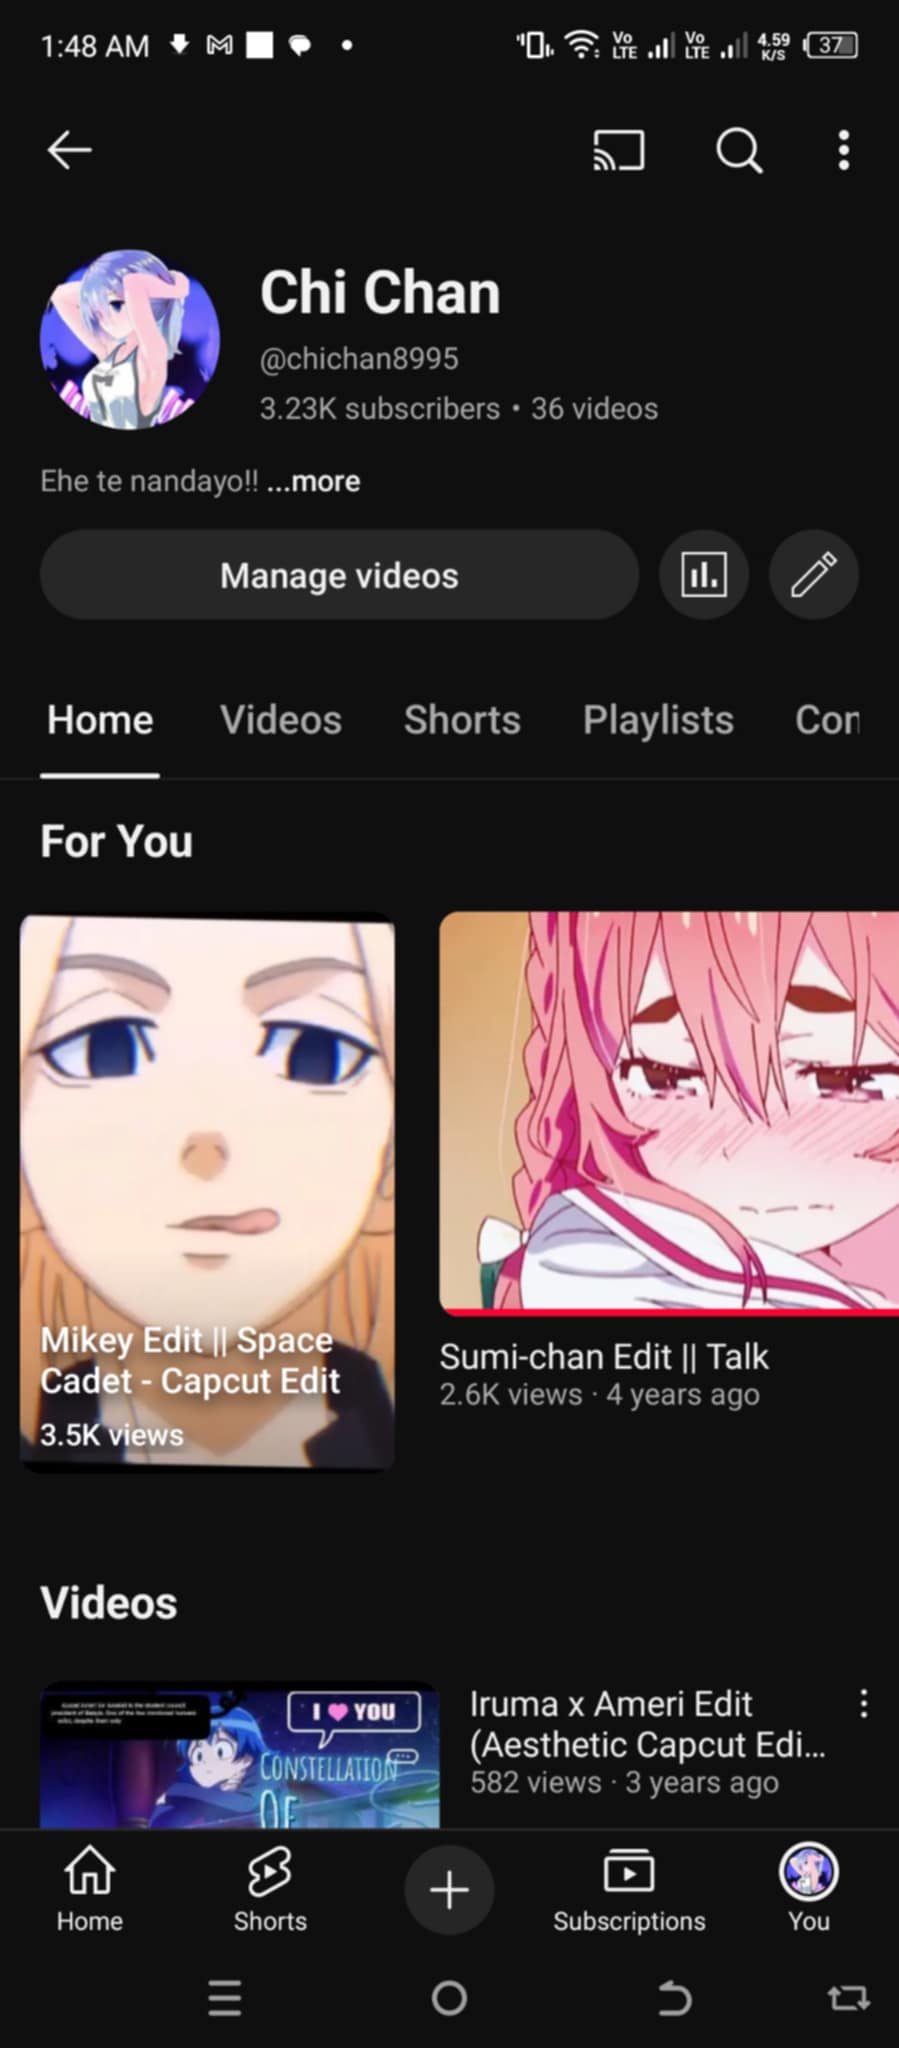 1:48 AM
Vo LTE Vo LTE 4.59 K/S 37
Chi Chan
@chichan8995
3.23K subscribers • 36 videos
Ehe te nandayo!! ...more
Manage videos
Home Videos Shorts Playlists Con
For You
Mikey Edit || Space
Cadet - Capcut Edit
3.5K views
Sumi-chan Edit || Talk
2.6K views · 4 years ago
Videos
I YOU
CONSTELLATION
OF
Iruma x Ameri Edit
(Aesthetic Capcut Edi...
582 views · 3 years ago
Home Shorts Subscriptions You